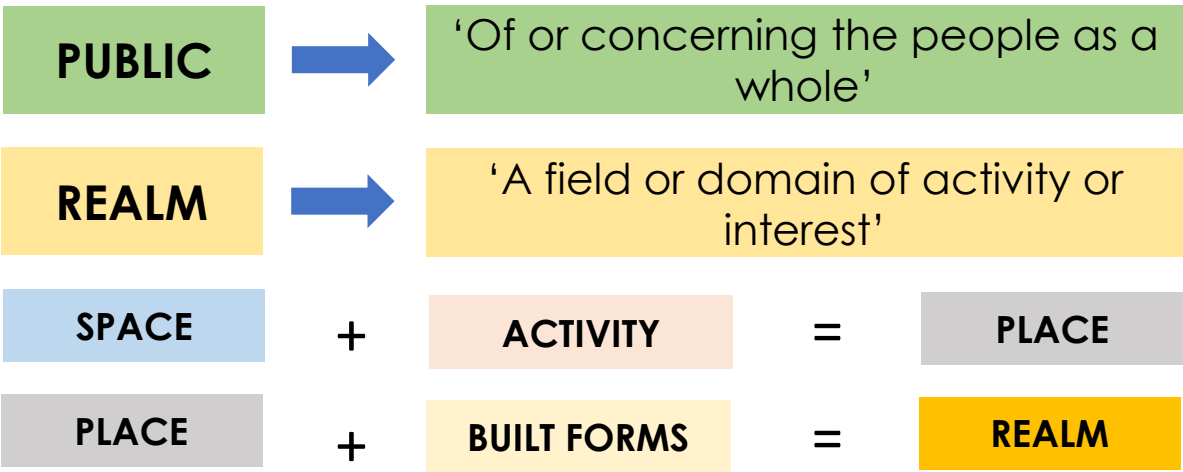 PUBLIC
‘Of or concerning the people as a
whole’
REALM
‘A field or domain of activity or
interest’
SPACE + ACTIVITY = PLACE
PLACE + BUILT FORMS = REALM